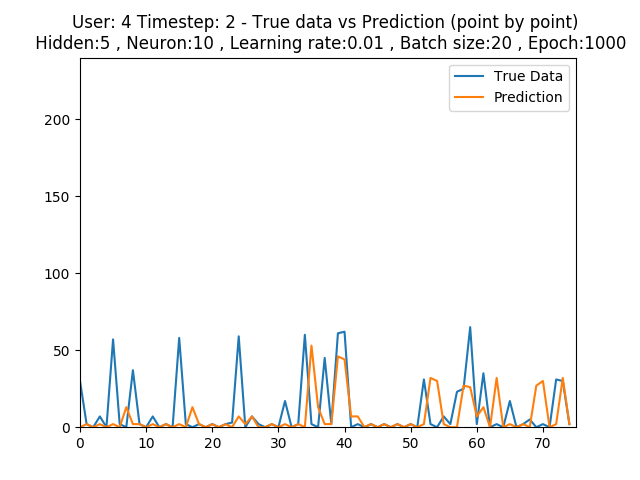 User: 4 Timestep: 2 - True data vs Prediction (point by point)
Hidden:5 , Neuron:10 , Learning rate:0.01 , Batch size:20 , Epoch:1000
True Data
Prediction
200
150
100
50
0
0 10 20 30 40 50 60 70